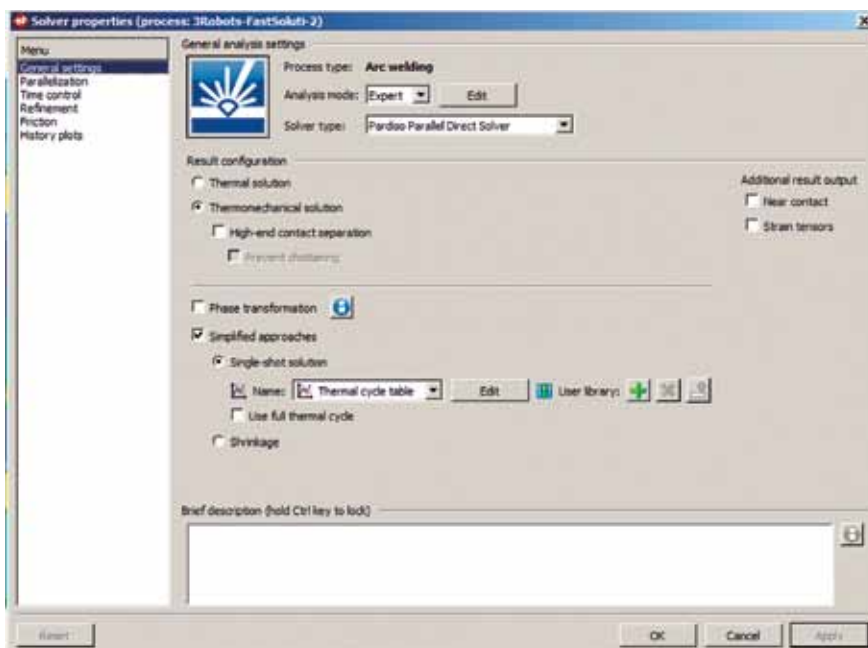 Solver properties (process: 3Robots-FastSoluti-2)
Menu
General settings
Parallelization
Time control
Refinement
Friction
History plots
General analysis settings
Process type: Arc welding
Analysis mode: Expert Edit
Solver type: Pardiso Parallel Direct Solver
Result configuration
Thermal solution
Thermomechanical solution
High-end contact separation
Prevent chattering
Additional result output
Near contact
Strain tensors
Phase transformation
Simplified approaches
Single-shot solution
Name: Thermal cycle table Edit User library:
Use full thermal cycle
Shrinkage
Brief description (hold Ctrl key to lock)
Reset OK Cancel Apply